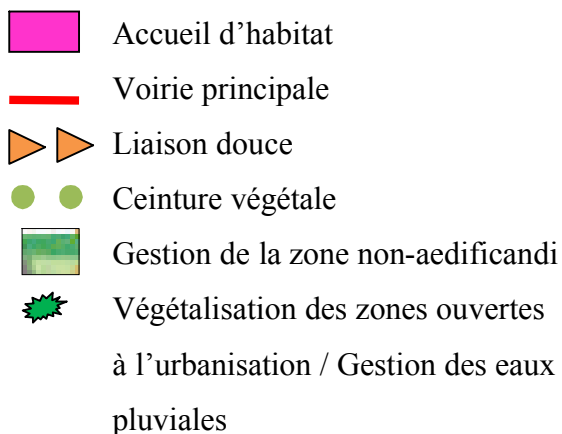 Accueil d’habitat
Voirie principale
Liaison douce
Ceinture végétale
Gestion de la zone non-aedificandi
Végétalisation des zones ouvertes
à l’urbanisation / Gestion des eaux
pluviales